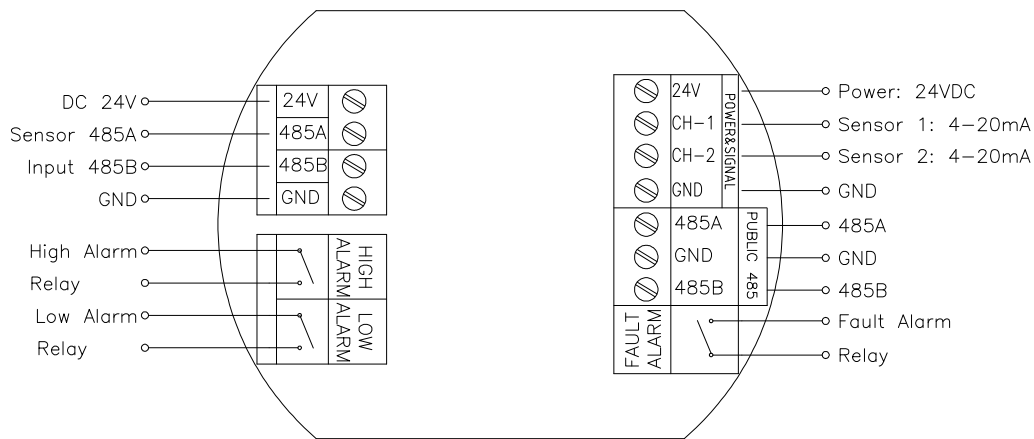 DC 24V
Sensor 485A
Input 485B
GND
24V
485A
485B
GND
High Alarm
Relay
Low Alarm
Relay
HIGH
ALARM
LOW
ALARM
24V
CH-1
CH-2
GND
POWER&SIGNAL
485A
GND
485B
PUBLIC 485
FAULT
ALARM
Power: 24VDC
Sensor 1: 4-20mA
Sensor 2: 4-20mA
GND
485A
GND
485B
Fault Alarm
Relay